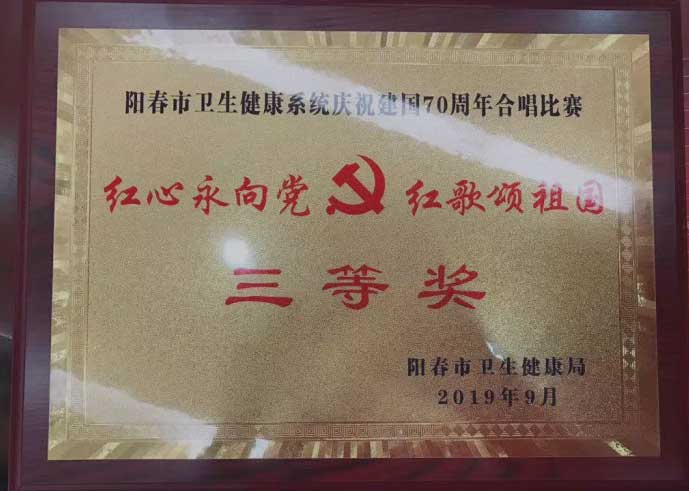 阳春市卫生健康系统庆祝建国70周年合唱比赛
红心永向党 红歌颂祖国
三等奖
阳春市卫生健康局
2019年9月